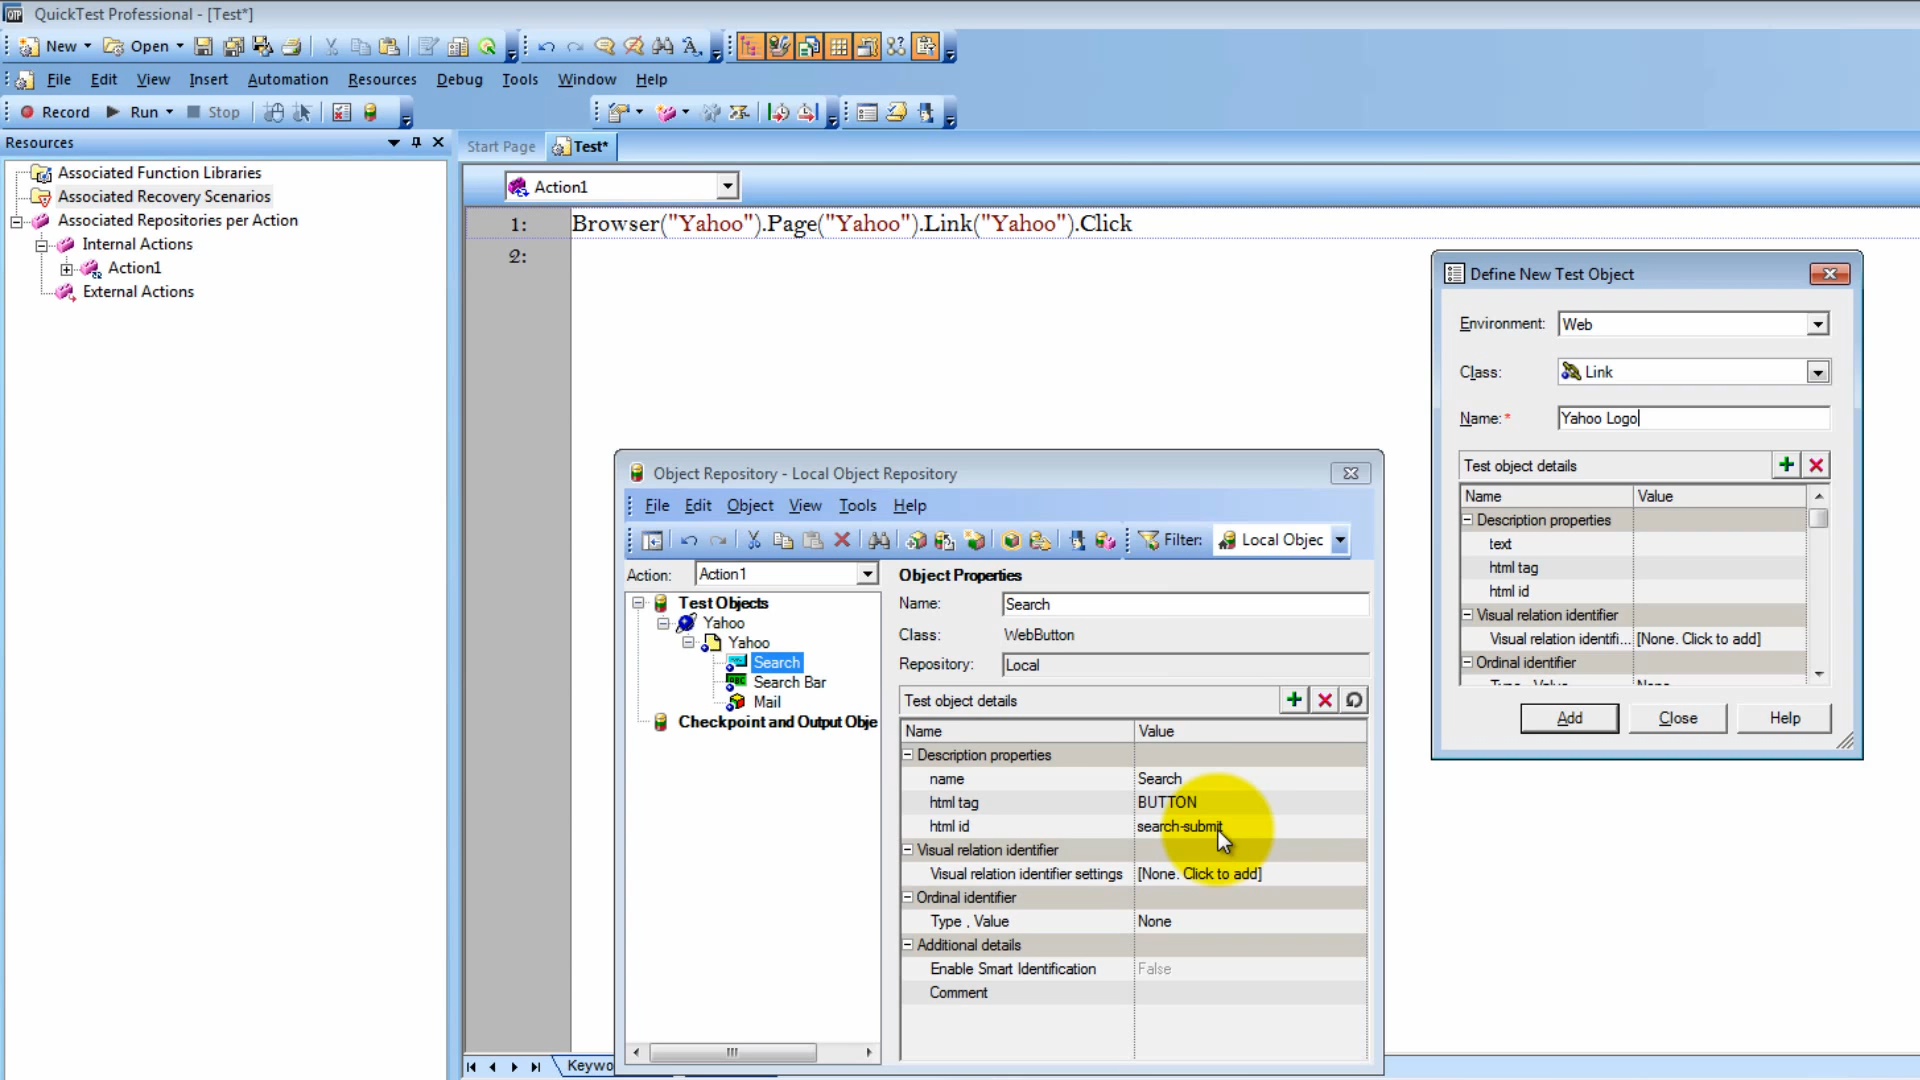 QuickTest Professional - [Test*]
New Open
File Edit View Insert Automation Resources Debug Tools Window Help
Record Run Stop
Resources
Associated Function Libraries
Associated Recovery Scenarios
Associated Repositories per Action
Internal Actions
Action1
External Actions
Start Page Test*
Action1
1: Browser("Yahoo").Page("Yahoo").Link("Yahoo").Click
2:
Define New Test Object
Environment: Web
Class: Link
Name: * Yahoo Logo
Test object details
Name Value
Description properties
text
html tag
html id
Visual relation identifier
Visual relation identifi... [None. Click to add]
Ordinal identifier
Type , Value None
Add Close Help
Object Repository - Local Object Repository
File Edit Object View Tools Help
Filter: Local Objec
Action: Action1
Test Objects
Yahoo
Yahoo
Search
Search Bar
Mail
Checkpoint and Output Obje
Object Properties
Name: Search
Class: WebButton
Repository: Local
Test object details
Name Value
Description properties
name Search
html tag BUTTON
html id search-submit
Visual relation identifier
Visual relation identifier settings [None. Click to add]
Ordinal identifier
Type , Value None
Additional details
Enable Smart Identification False
Comment
Keywo